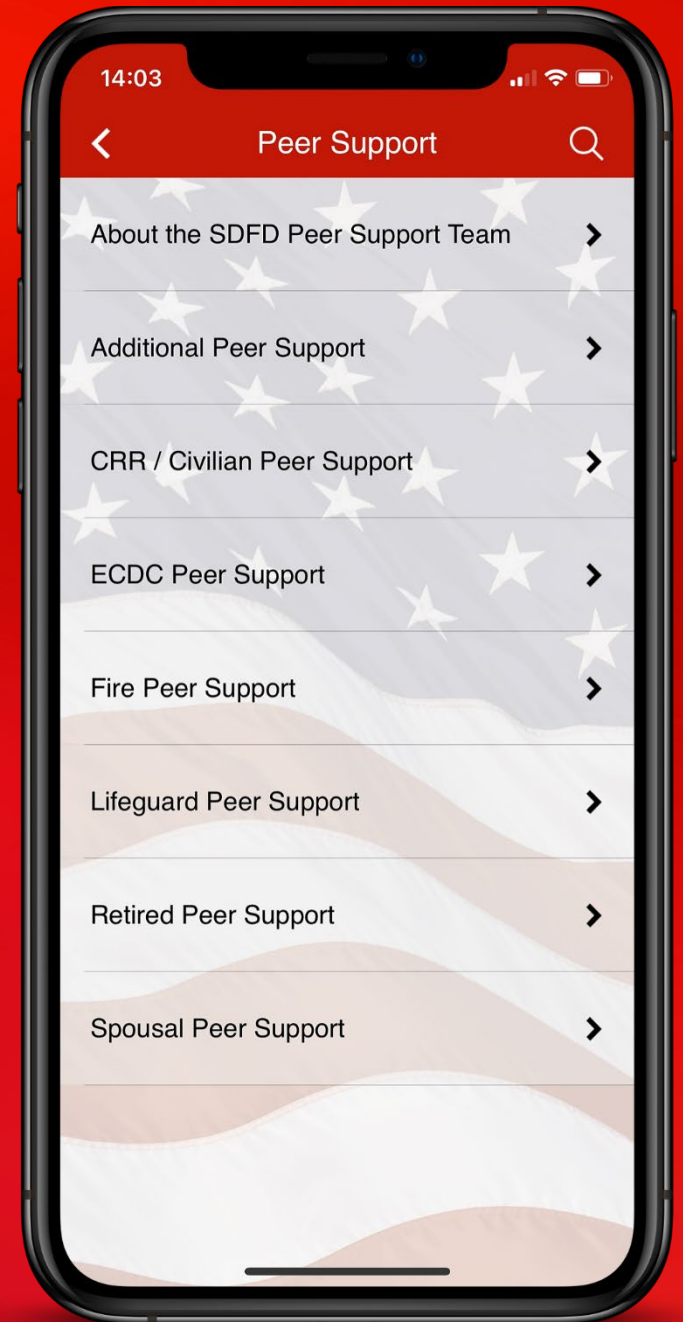 14:03
Peer Support
About the SDFD Peer Support Team
Additional Peer Support
CRR / Civilian Peer Support
ECDC Peer Support
Fire Peer Support
Lifeguard Peer Support
Retired Peer Support
Spousal Peer Support